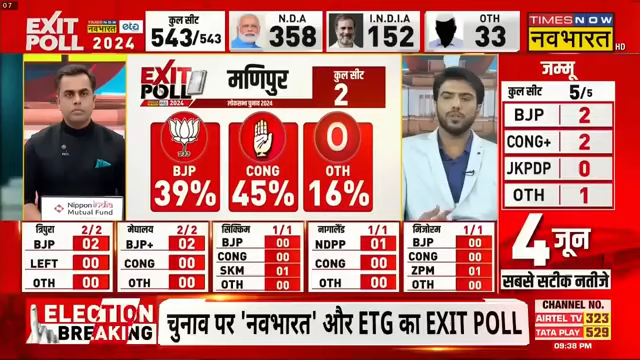 07
EXIT POLL 2024
TIMES NOW नवभारत ETG
कुल सीट 543/543
N.D.A 358
I.N.D.I.A 152
OTH 33
TIMES NOW नवभारत HD
EXIT POLL
लोकसभा चुनाव 2024
मणिपुर
कुल सीट 2
BJP 39%
CONG 45%
OTH 16%
Nippon india Mutual Fund
जम्मू
कुल सीट 5/5
BJP 2
CONG+ 2
JKPDP 0
OTH 1
त्रिपुरा 2/2
BJP 02
LEFT 00
OTH 00
मेघालय 2/2
BJP+ 02
CONG 00
OTH 00
सिक्किम 1/1
BJP 00
CONG 00
SKM 01
OTH 00
नागालैंड 1/1
NDPP 01
CONG 00
OTH 00
मिजोरम 1/1
BJP 00
CONG 00
ZPM 01
OTH 00
4 जून
सबसे सटीक नतीजे
ELECTION BREAKING
चुनाव पर 'नवभारत' और ETG का EXIT POLL
CHANNEL NO.
AIRTEL TV 323
TATA PLAY 529
09:38 PM